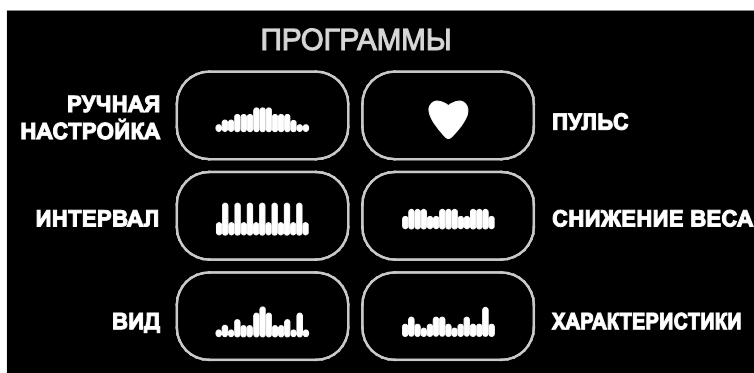 ПРОГРАММЫ
РУЧНАЯ
НАСТРОЙКА
ПУЛЬС
ИНТЕРВАЛ
СНИЖЕНИЕ ВЕСА
ВИД
ХАРАКТЕРИСТИКИ